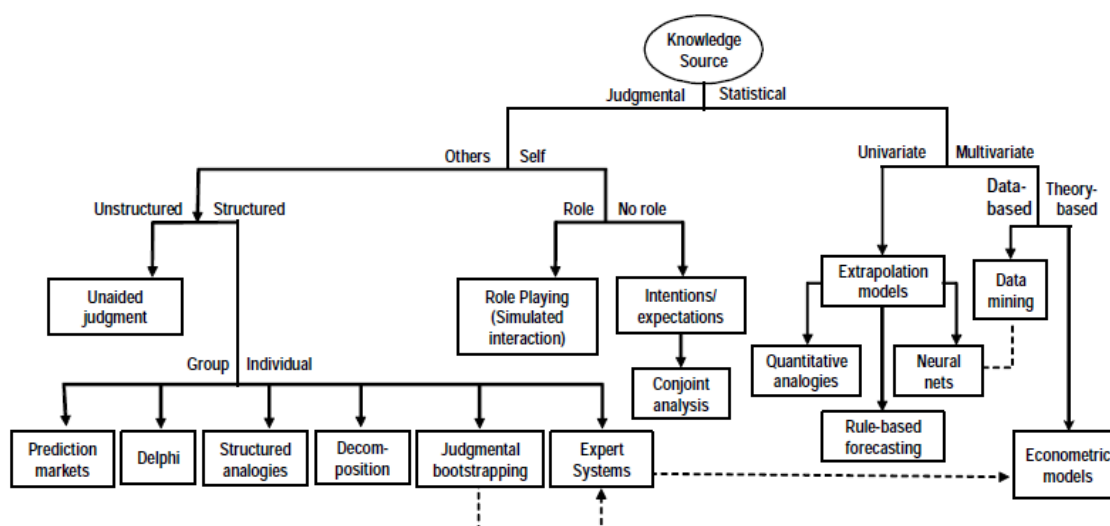 Knowledge
Source
Judgmental Statistical
Others Self
Univariate Multivariate
Data-
based
Theory-
based
Unstructured Structured
Role No role
Unaided
judgment
Role Playing
(Simulated
interaction)
Intentions/
expectations
Extrapolation
models
Data
mining
Conjoint
analysis
Quantitative
analogies
Neural
nets
Rule-based
forecasting
Group Individual
Prediction
markets
Delphi
Structured
analogies
Decom-
position
Judgmental
bootstrapping
Expert
Systems
Econometric
models